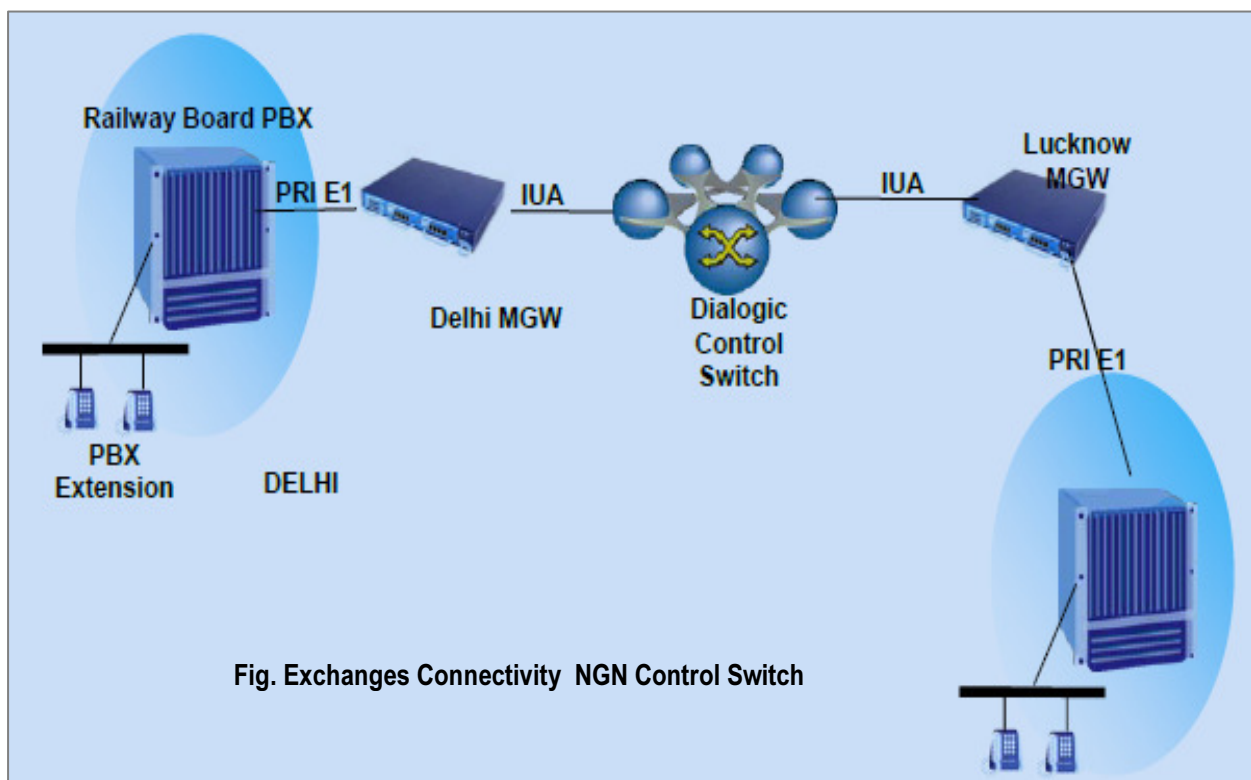 Railway Board PBX
PRI E1
IUA
IUA
Lucknow
MGW
Delhi MGW
Dialogic
Control
Switch
PRI E1
PBX
Extension
DELHI
Fig. Exchanges Connectivity NGN Control Switch